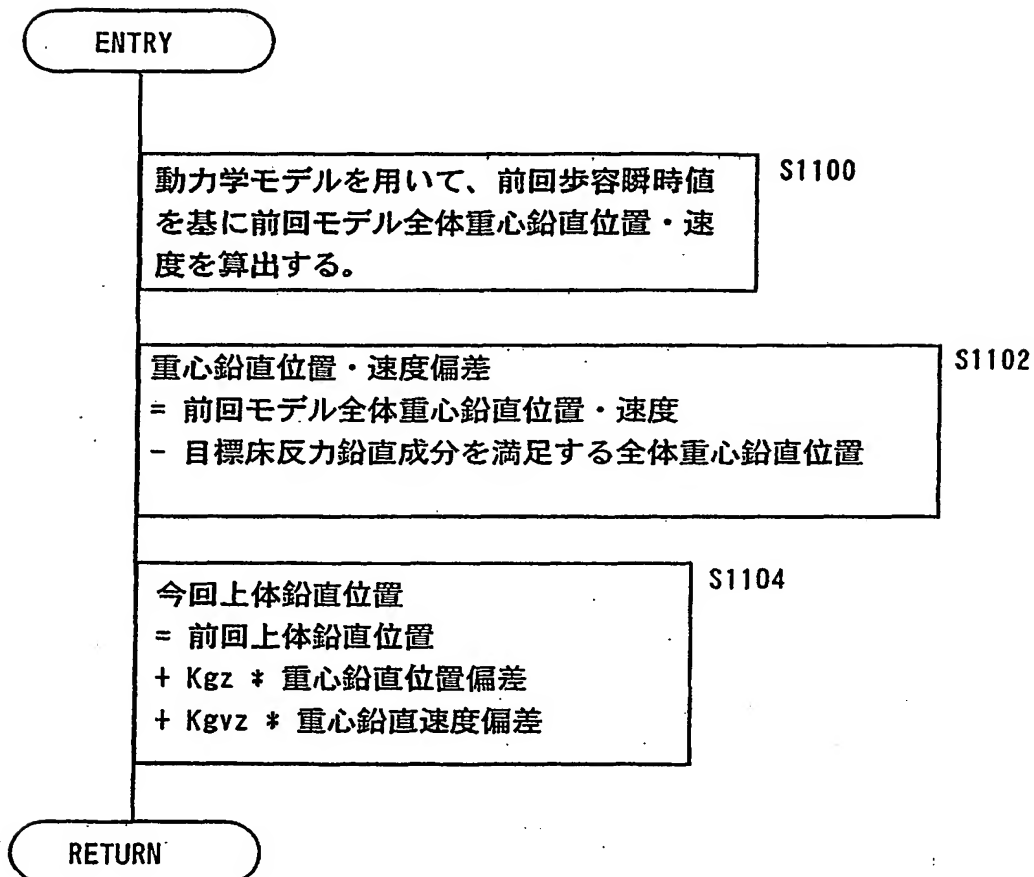 ENTRY
S1100
動力学モデルを用いて、前回歩容瞬時値
を基に前回モデル全体重心鉛直位置・速
度を算出する。
S1102
重心鉛直位置・速度偏差
= 前回モデル全体重心鉛直位置・速度
- 目標床反力鉛直成分を満足する全体重心鉛直位置
S1104
今回上体鉛直位置
= 前回上体鉛直位置
+ Kgz * 重心鉛直位置偏差
+ Kgvz * 重心鉛直速度偏差
RETURN